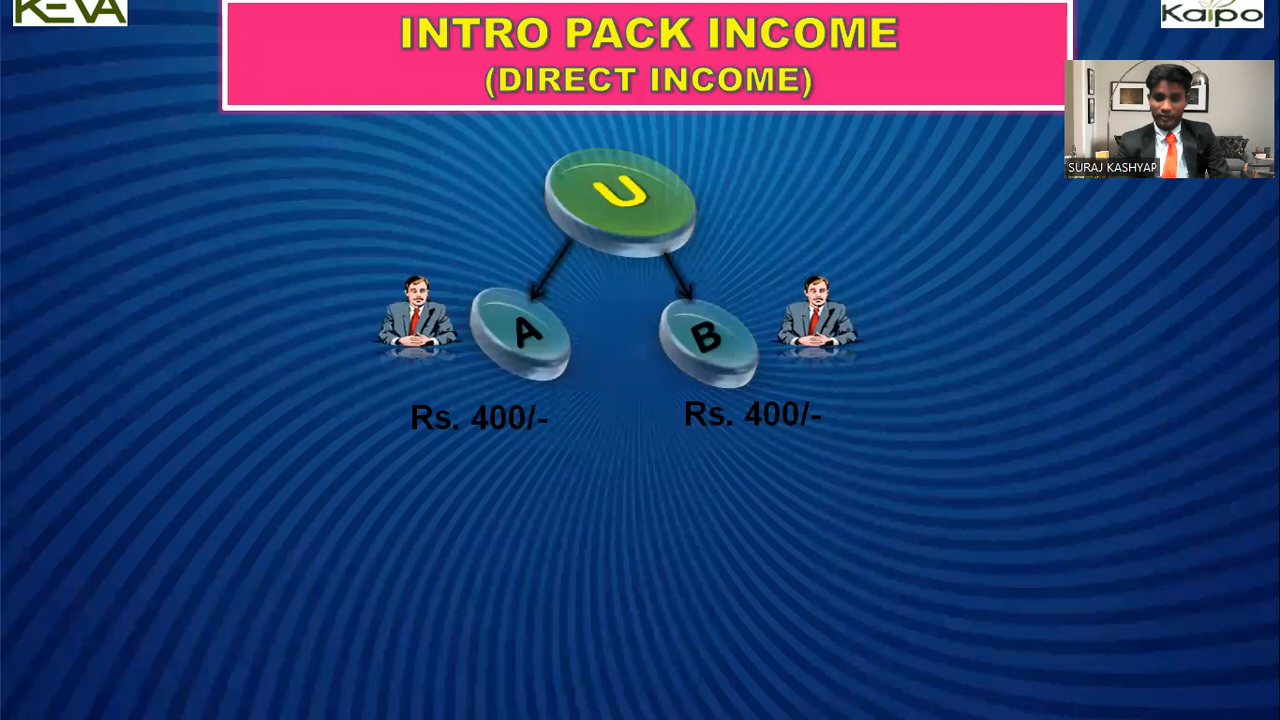 KEVA
Kaipo
INTRO PACK INCOME
(DIRECT INCOME)
SURAJ KASHYAP
U
A
B
Rs. 400/-
Rs. 400/-